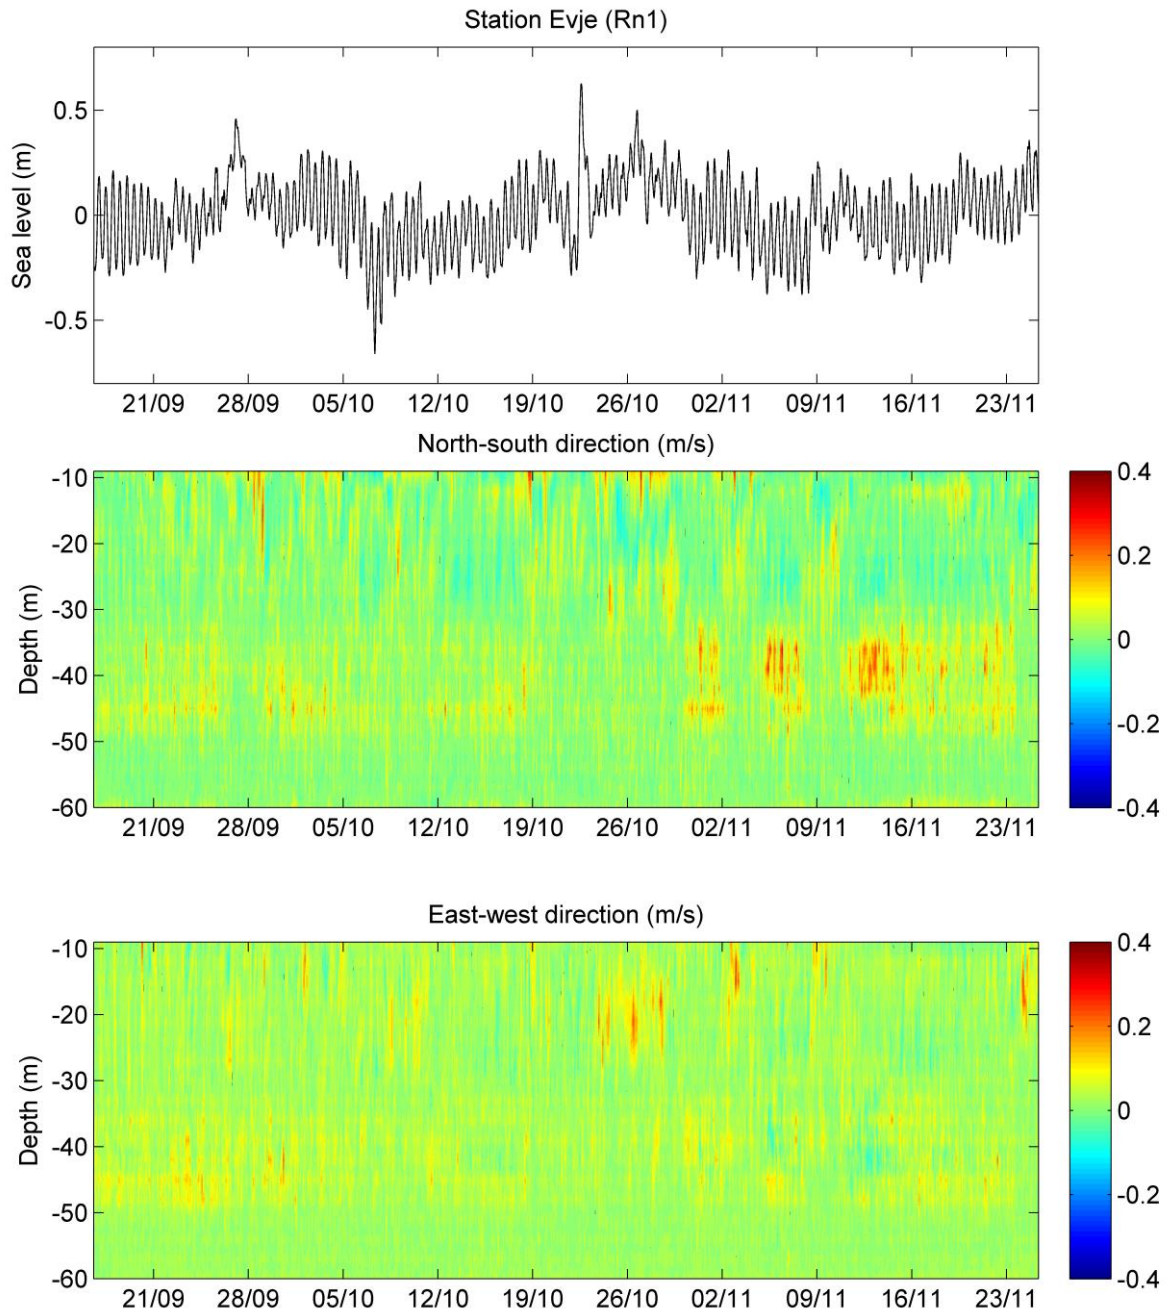 Station Evje (Rn1)
Sea level (m)
0.5
0
-0.5
21/09 28/09 05/10 12/10 19/10 26/10 02/11 09/11 16/11 23/11
North-south direction (m/s)
Depth (m)
-10
-20
-30
-40
-50
-60
21/09 28/09 05/10 12/10 19/10 26/10 02/11 09/11 16/11 23/11
0.4
0.2
0
-0.2
-0.4
East-west direction (m/s)
Depth (m)
-10
-20
-30
-40
-50
-60
21/09 28/09 05/10 12/10 19/10 26/10 02/11 09/11 16/11 23/11
0.4
0.2
0
-0.2
-0.4